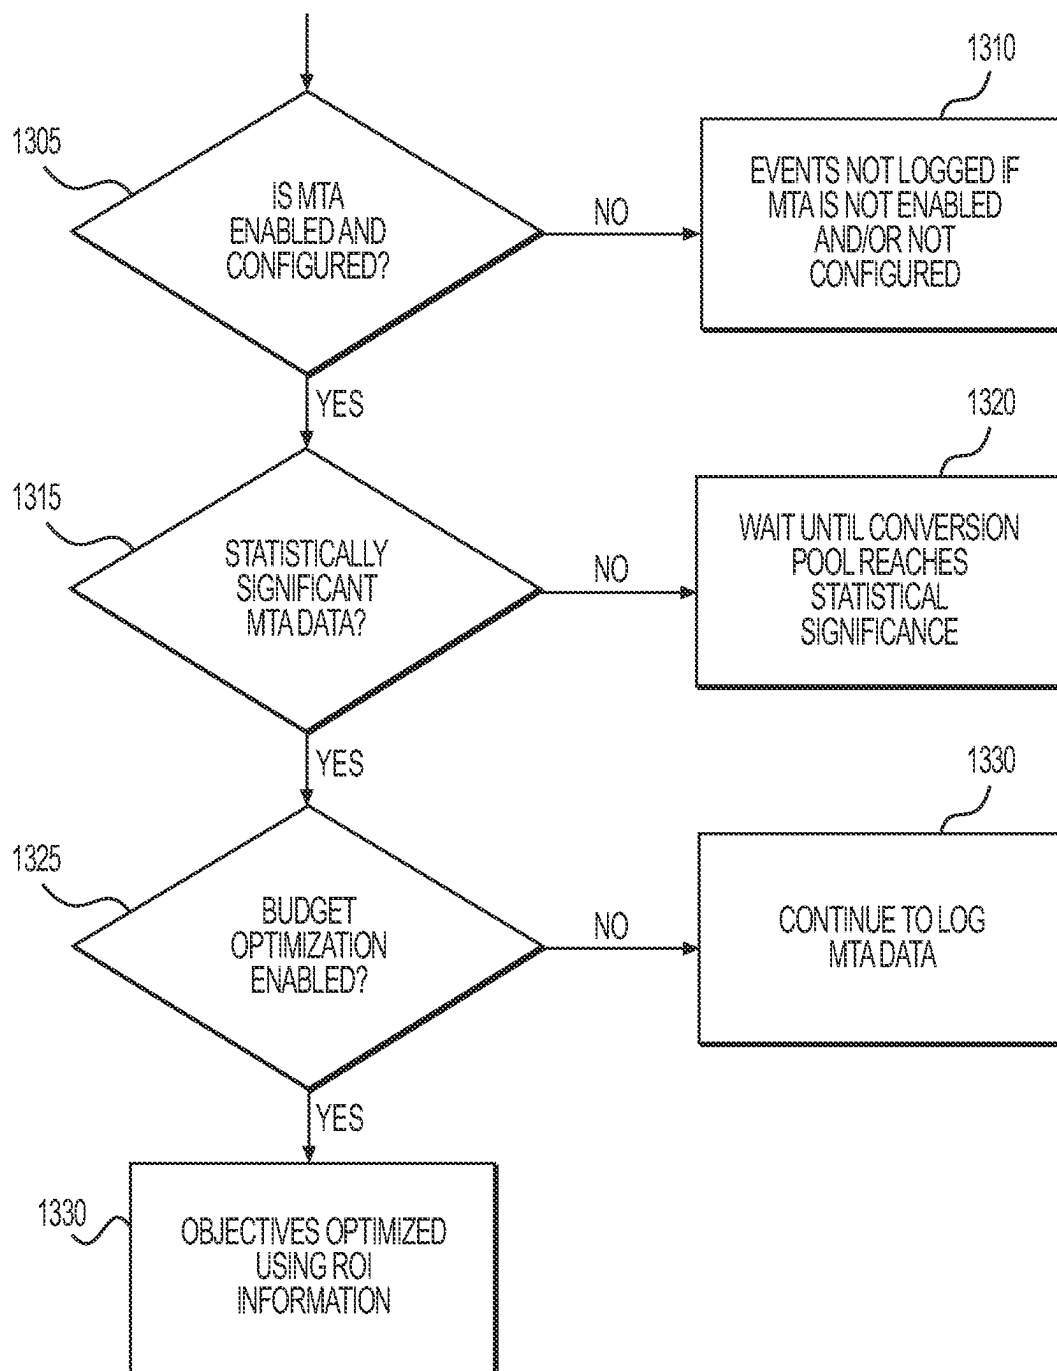 1305
IS MTA
ENABLED AND
CONFIGURED?
NO
1310
EVENTS NOT LOGGED IF
MTA IS NOT ENABLED
AND/OR NOT
CONFIGURED
YES
1315
STATISTICALLY
SIGNIFICANT
MTA DATA?
NO
1320
WAIT UNTIL CONVERSION
POOL REACHES
STATISTICAL
SIGNIFICANCE
YES
1325
BUDGET
OPTIMIZATION
ENABLED?
NO
1330
CONTINUE TO LOG
MTA DATA
YES
1330
OBJECTIVES OPTIMIZED
USING ROI
INFORMATION